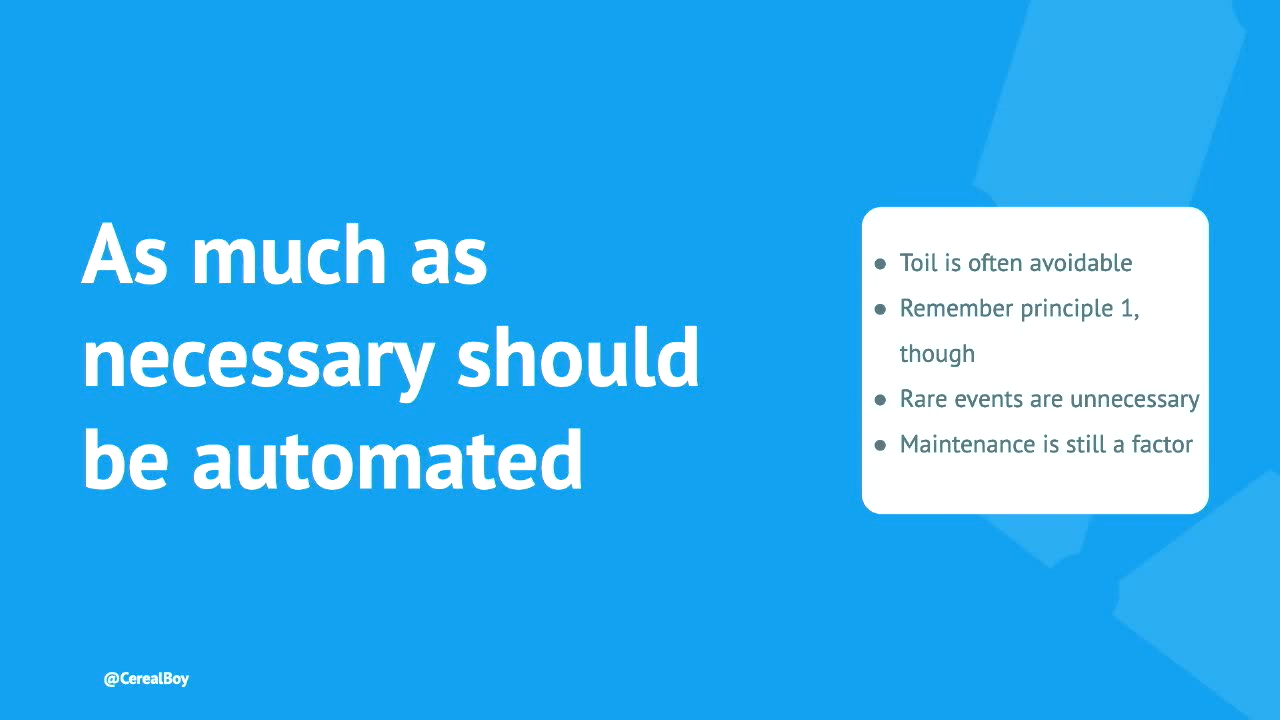 As much as
necessary should
be automated
● Toil is often avoidable
● Remember principle 1,
though
● Rare events are unnecessary
● Maintenance is still a factor
@CerealBoy